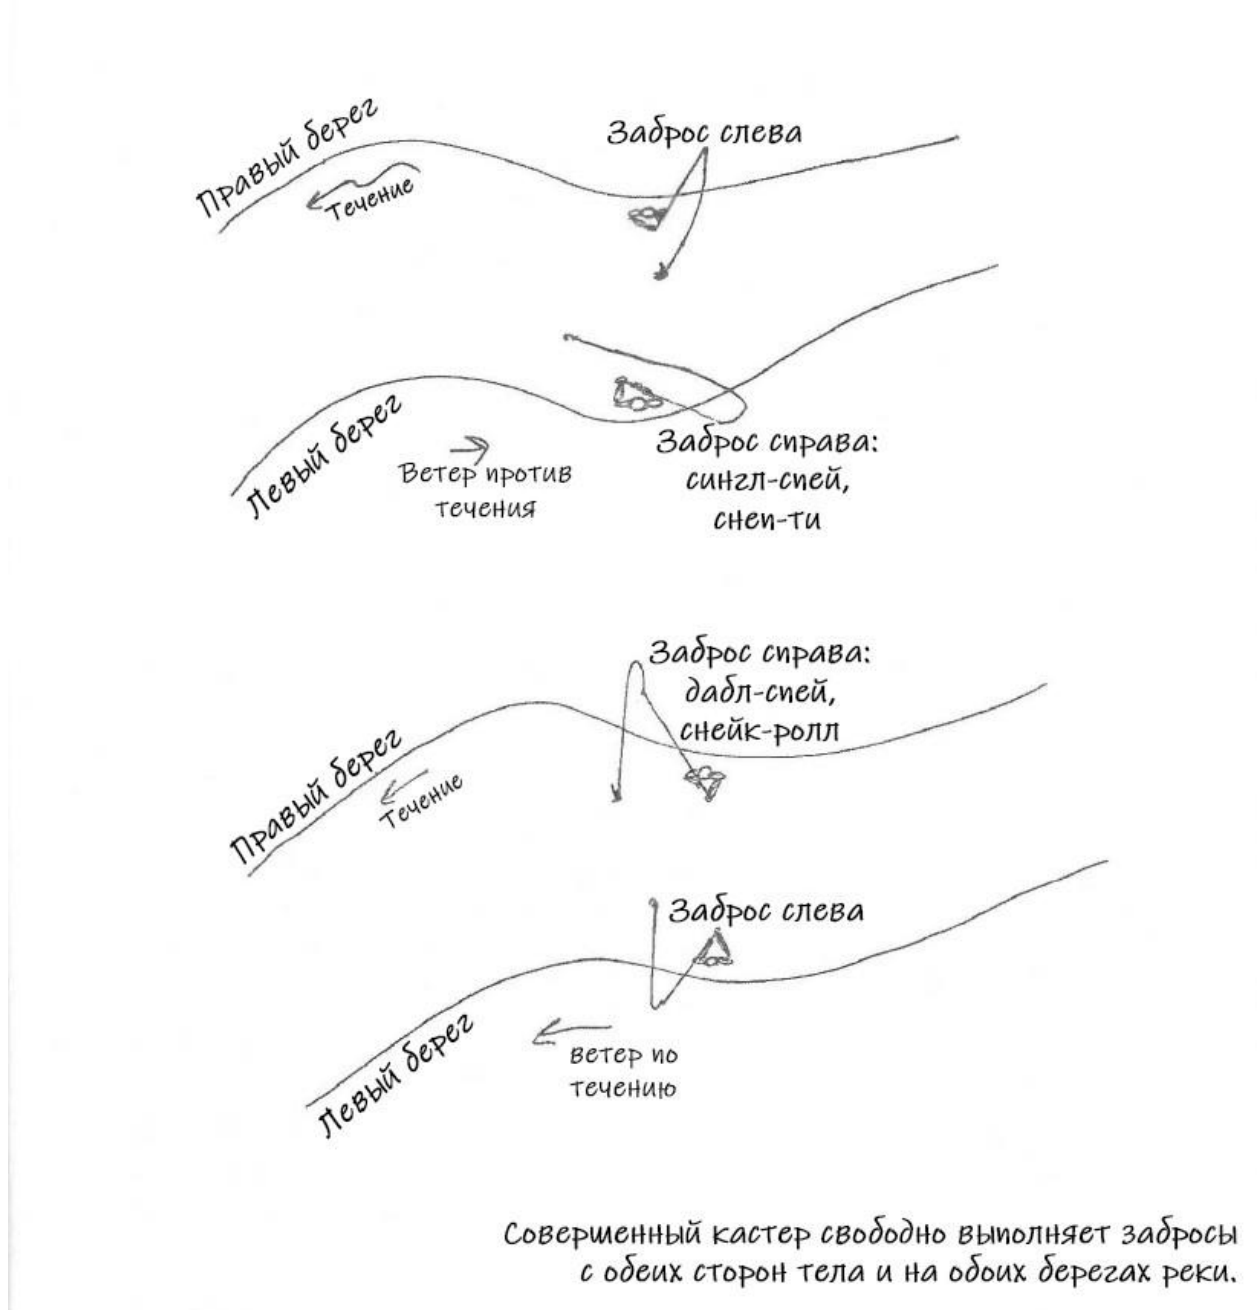 Правый берег
Течение
Заброс слева
Левый берег
Ветер против
течения
Заброс справа:
сингл-спей,
снеп-ти
Заброс справа:
дабл-спей,
снейк-ролл
Правый берег
Течение
Заброс слева
Левый берег
ветер по
течению
Совершенный кастер свободно выполняет забросы
с обеих сторон тела и на обоих берегах реки.